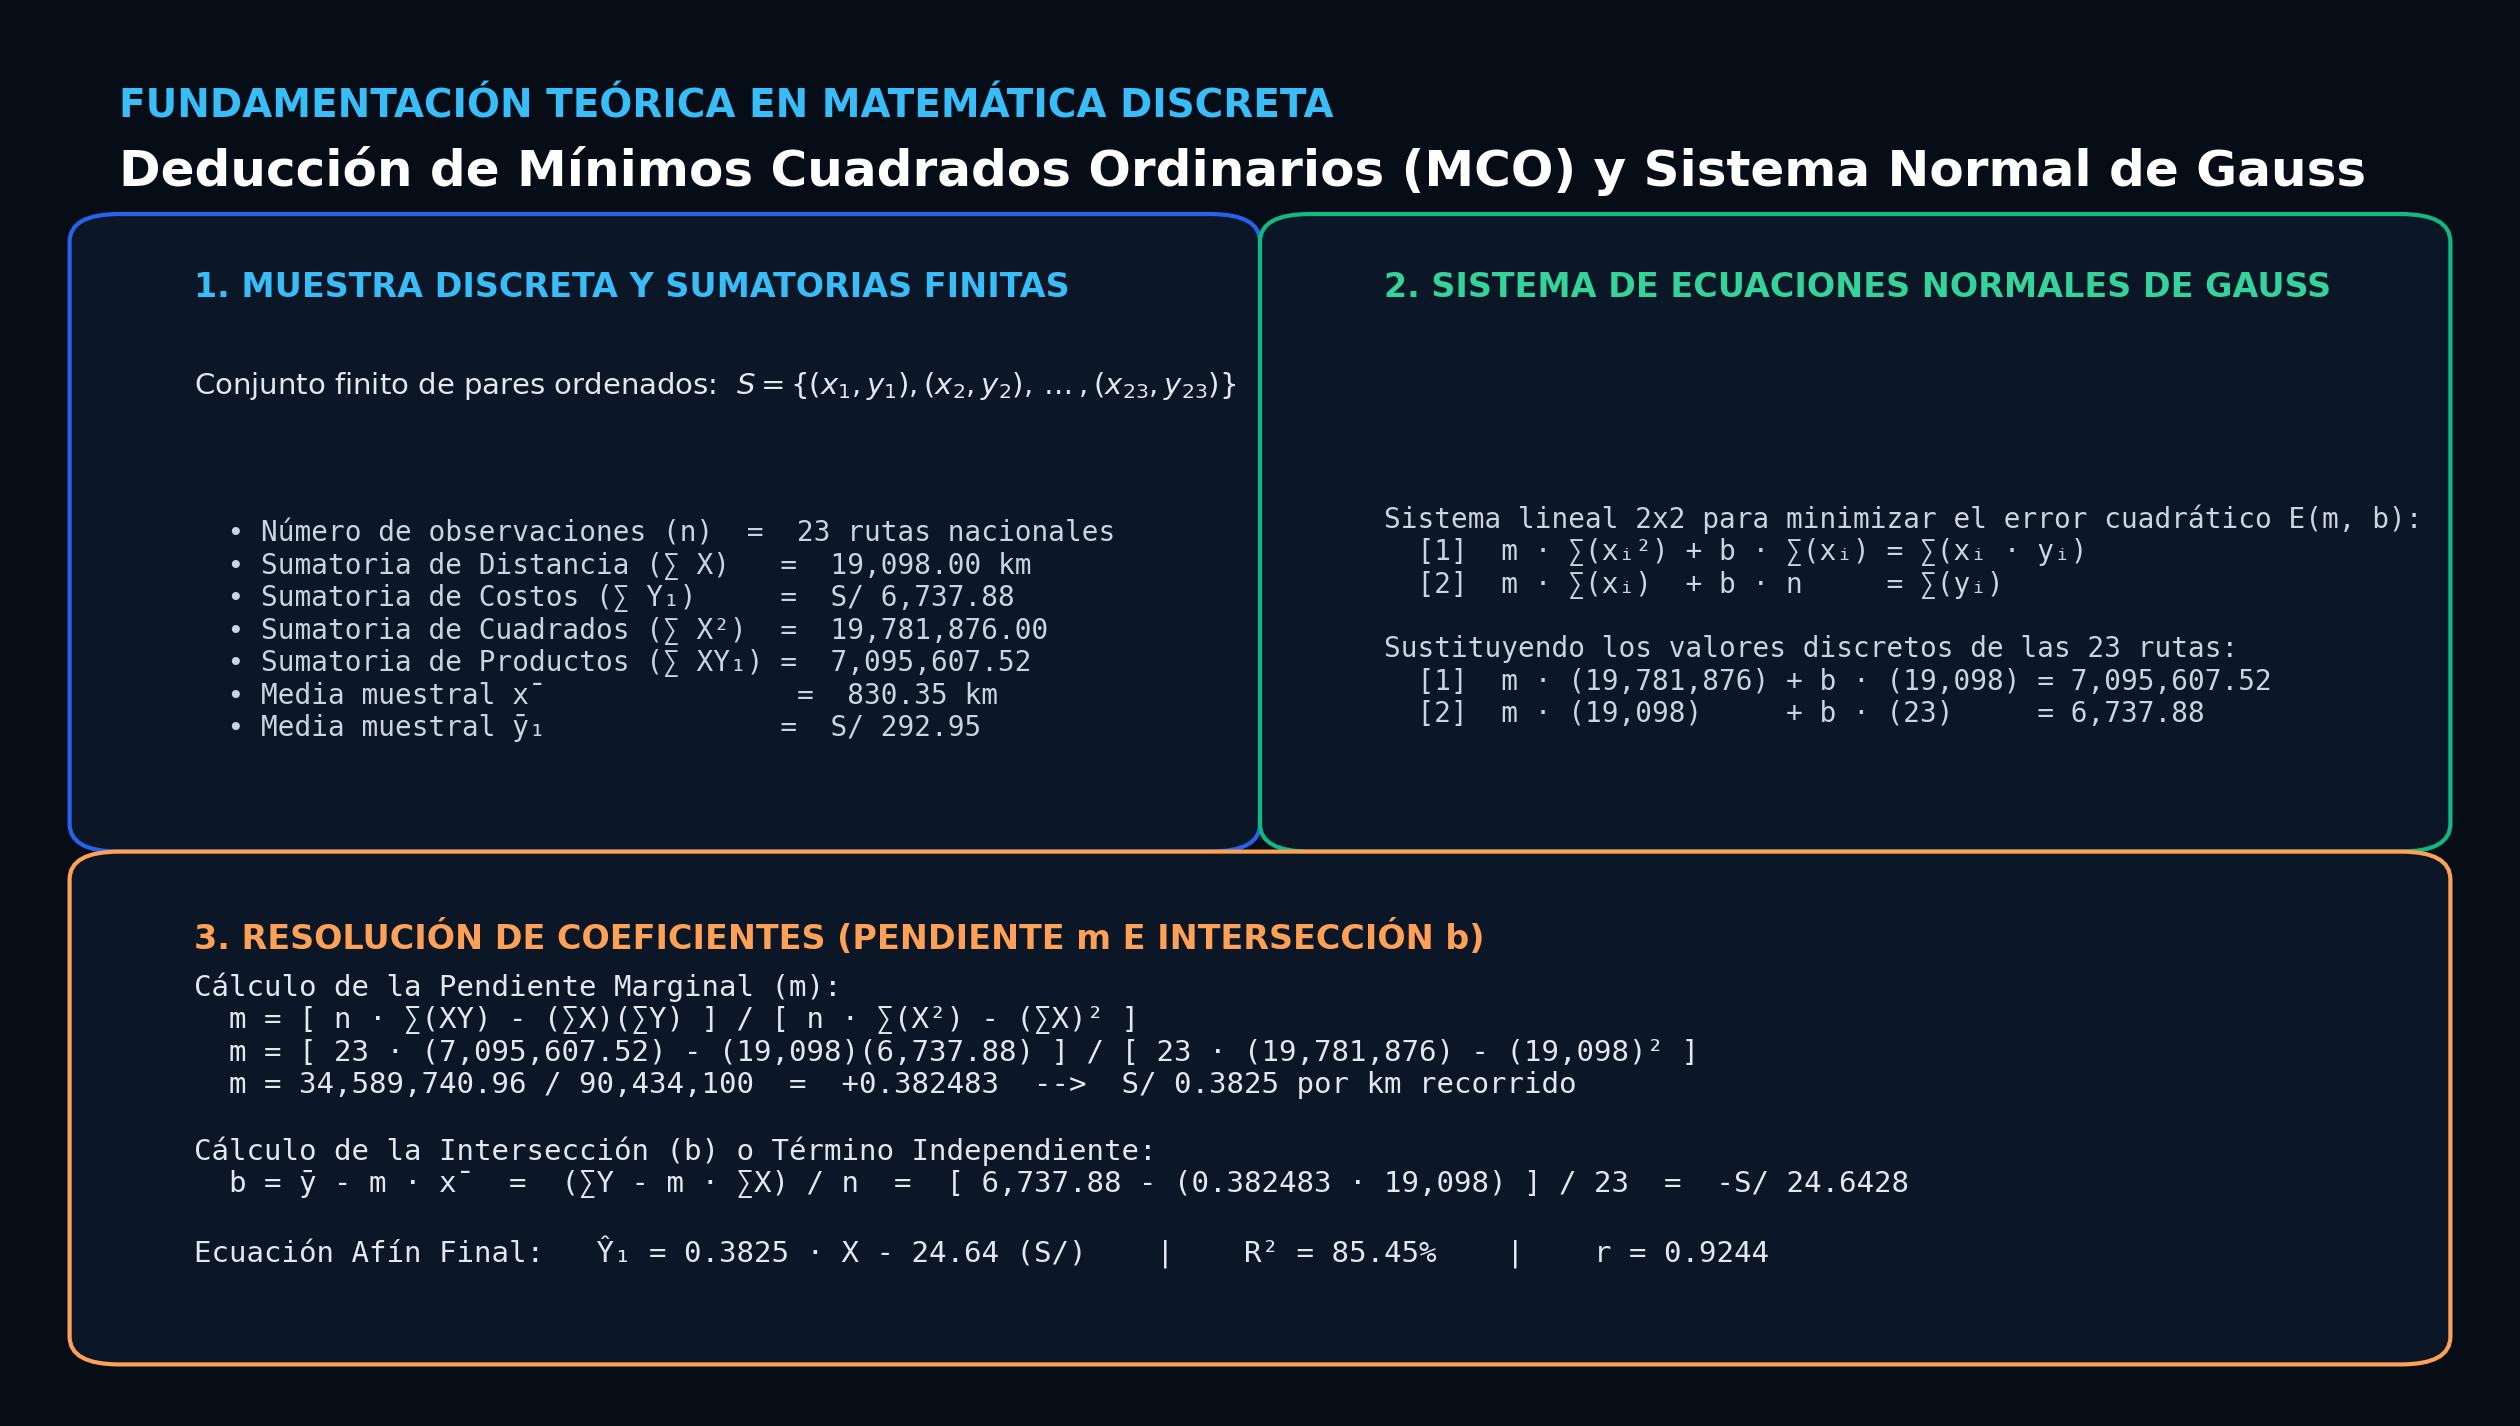 FUNDAMENTACIÓN TEÓRICA EN MATEMÁTICA DISCRETA
Deducción de Mínimos Cuadrados Ordinarios (MCO) y Sistema Normal de Gauss
1. MUESTRA DISCRETA Y SUMATORIAS FINITAS
Conjunto finito de pares ordenados: S = {(x₁, y₁), (x₂, y₂), … , (x₂₃, y₂₃)}
• Número de observaciones (n) = 23 rutas nacionales
• Sumatoria de Distancia (∑ X) = 19,098.00 km
• Sumatoria de Costos (∑ Y₁) = S/ 6,737.88
• Sumatoria de Cuadrados (∑ X²) = 19,781,876.00
• Sumatoria de Productos (∑ XY₁) = 7,095,607.52
• Media muestral x̄ = 830.35 km
• Media muestral ȳ₁ = S/ 292.95
2. SISTEMA DE ECUACIONES NORMALES DE GAUSS
Sistema lineal 2x2 para minimizar el error cuadrático E(m, b):
[1] m · ∑(xᵢ²) + b · ∑(xᵢ) = ∑(xᵢ · yᵢ)
[2] m · ∑(xᵢ) + b · n = ∑(yᵢ)
Sustituyendo los valores discretos de las 23 rutas:
[1] m · (19,781,876) + b · (19,098) = 7,095,607.52
[2] m · (19,098) + b · (23) = 6,737.88
3. RESOLUCIÓN DE COEFICIENTES (PENDIENTE m E INTERSECCIÓN b)
Cálculo de la Pendiente Marginal (m):
m = [ n · ∑(XY) - (∑X)(∑Y) ] / [ n · ∑(X²) - (∑X)² ]
m = [ 23 · (7,095,607.52) - (19,098)(6,737.88) ] / [ 23 · (19,781,876) - (19,098)² ]
m = 34,589,740.96 / 90,434,100 = +0.382483 --> S/ 0.3825 por km recorrido
Cálculo de la Intersección (b) o Término Independiente:
b = ȳ - m · x̄ = (∑Y - m · ∑X) / n = [ 6,737.88 - (0.382483 · 19,098) ] / 23 = -S/ 24.6428
Ecuación Afín Final: Ŷ₁ = 0.3825 · X - 24.64 (S/) | R² = 85.45% | r = 0.9244